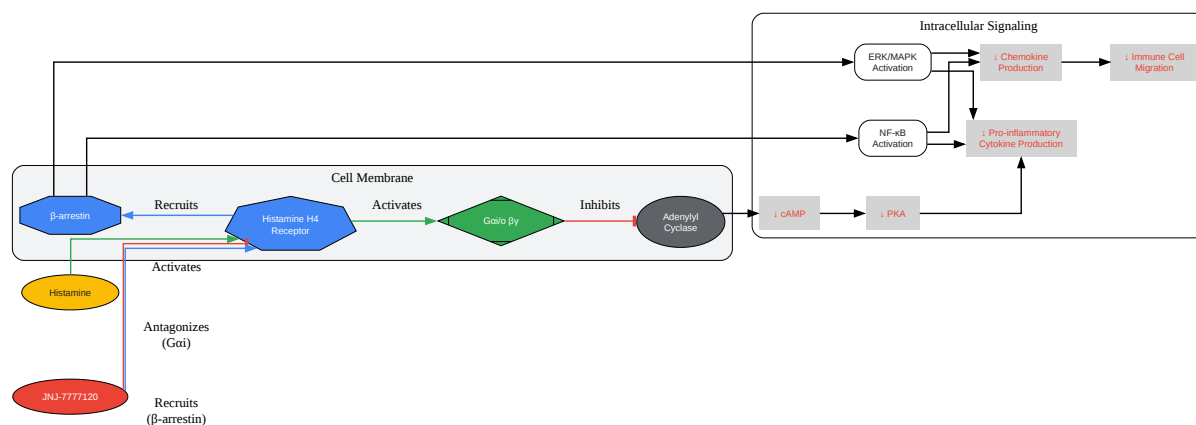 Intracellular Signaling
ERK/MAPK
Activation
↓ Chemokine
Production
↓ Immune Cell
Migration
NF-κB
Activation
↓ Pro-inflammatory
Cytokine Production
Cell Membrane
β-arrestin
Recruits
Histamine H4
Receptor
Activates
Gαi/o βγ
Inhibits
Adenylyl
Cyclase
↓ cAMP
↓ PKA
Activates
Histamine
Antagonizes
(Gαi)
JNJ-7777120
Recruits
(β-arrestin)